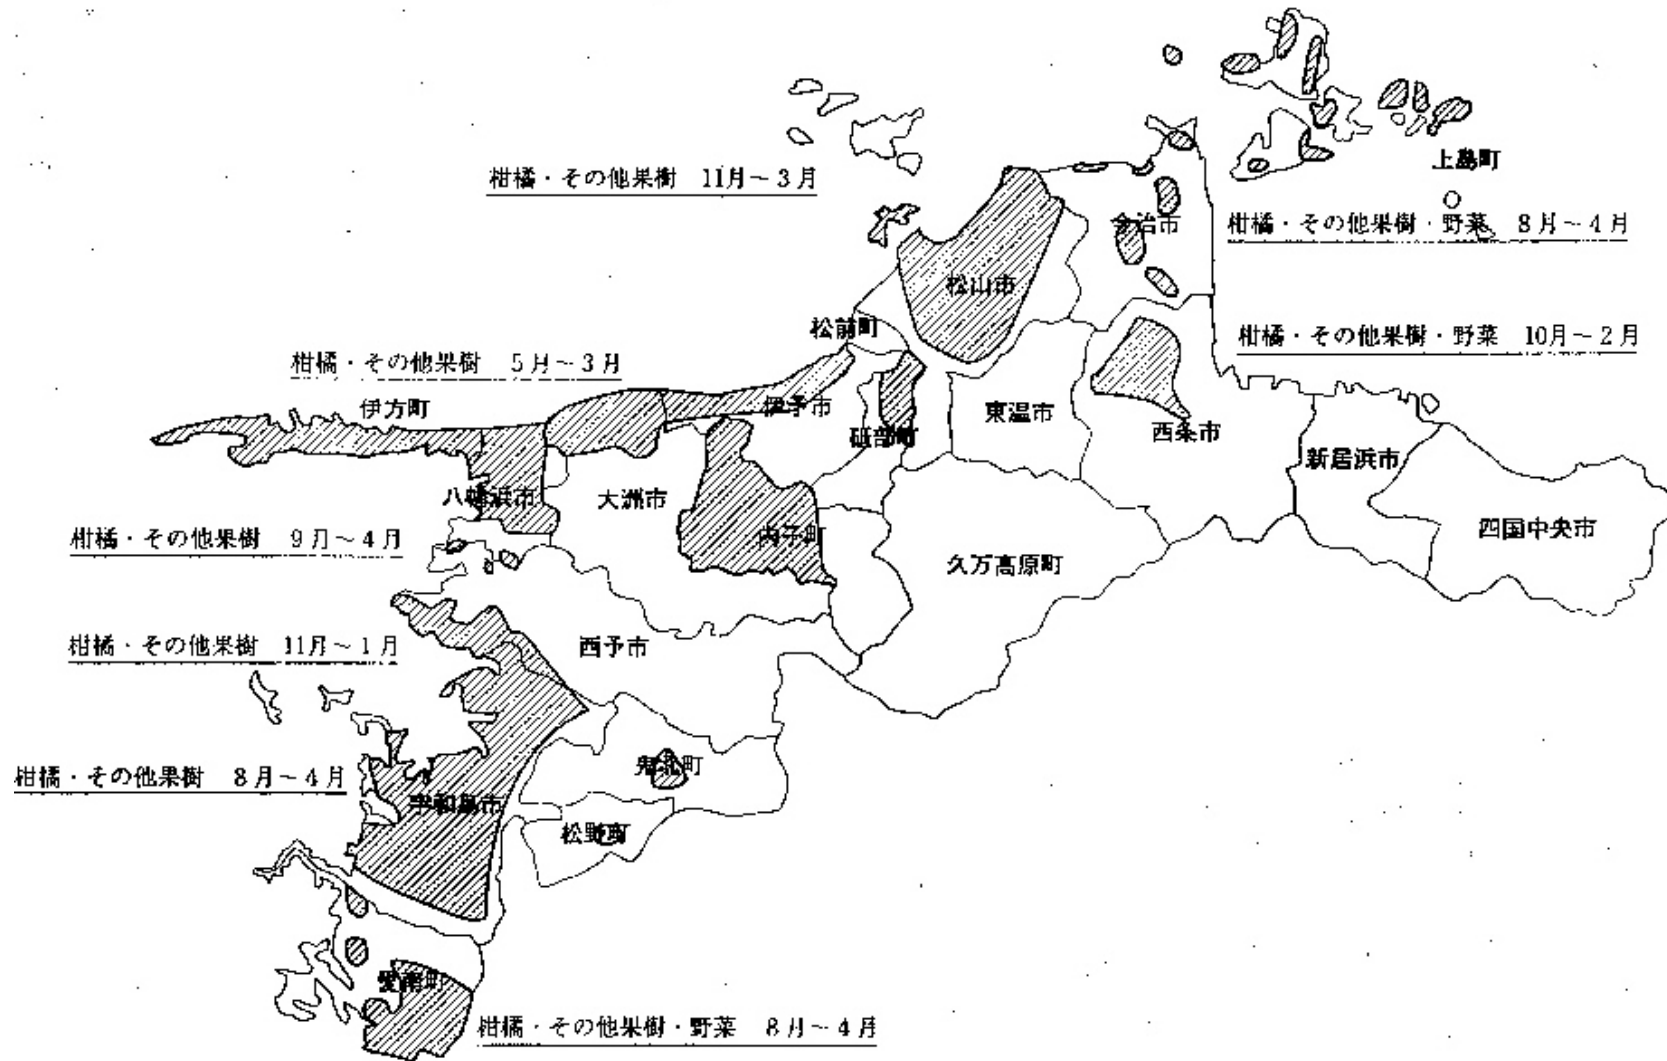 上島町
柑橘・その他果樹 11月~3月
今治市
柑橘・その他果樹・野菜 8月~4月
松山市
松前町
柑橘・その他果樹・野菜 10月~2月
柑橘・その他果樹 5月~3月
伊方町
伊予市
砥部町
東温市
西条市
新居浜市
八幡浜市
大洲市
四国中央市
柑橘・その他果樹 9月~4月
内子町
久万高原町
柑橘・その他果樹 11月~1月
西予市
鬼北町
柑橘・その他果樹 8月~4月
宇和島市
松野町
愛南町
柑橘・その他果樹・野菜 8月~4月